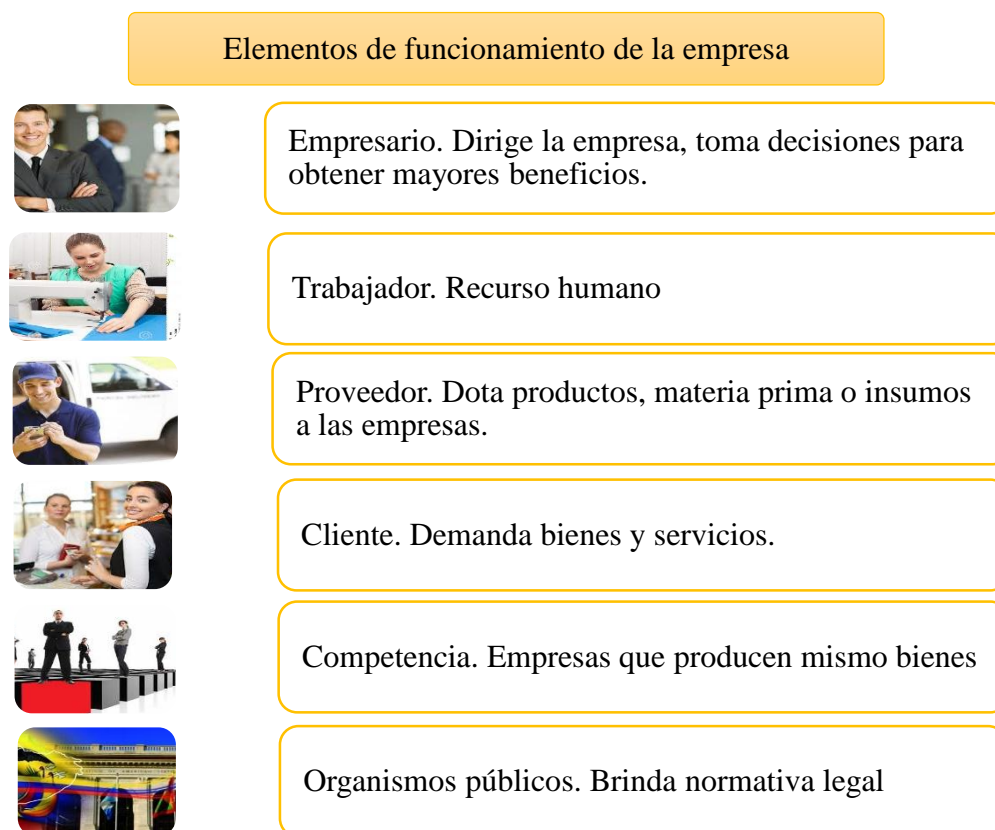 Elementos de funcionamiento de la empresa
Empresario. Dirige la empresa, toma decisiones para
obtener mayores beneficios.
Trabajador. Recurso humano
Proveedor. Dota productos, materia prima o insumos
a las empresas.
Cliente. Demanda bienes y servicios.
Competencia. Empresas que producen mismo bienes
Organismos públicos. Brinda normativa legal